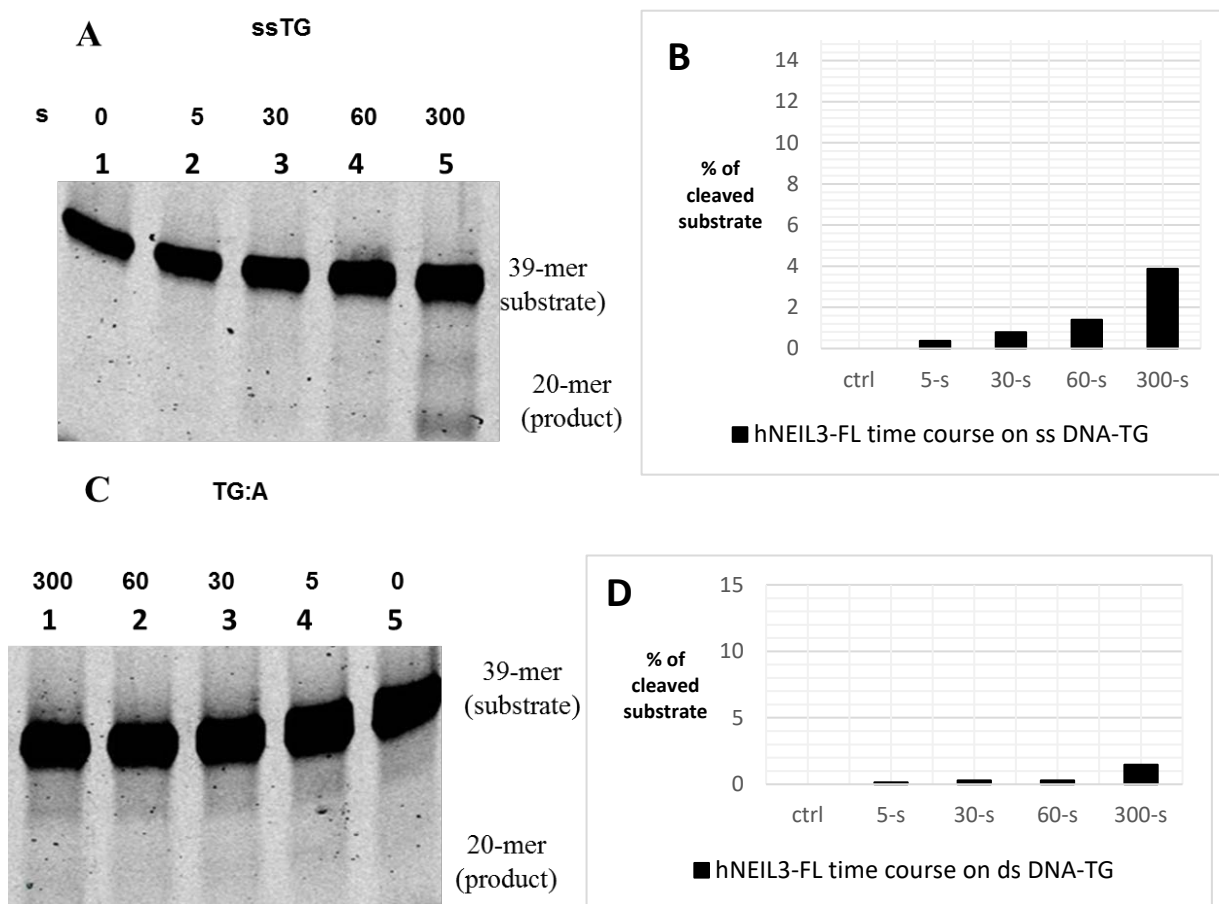 A
ssTG
s 0 5 30 60 300
1 2 3 4 5
39-mer
substrate)
20-mer
(product)
B
14
12
10
8
6
4
2
0
% of
cleaved
substrate
ctrl 5-s 30-s 60-s 300-s
hNEIL3-FL time course on ss DNA-TG
C
TG:A
300 60 30 5 0
1 2 3 4 5
39-mer
(substrate)
20-mer
(product)
D
15
10
5
0
% of
cleaved
substrate
ctrl 5-s 30-s 60-s 300-s
hNEIL3-FL time course on ds DNA-TG